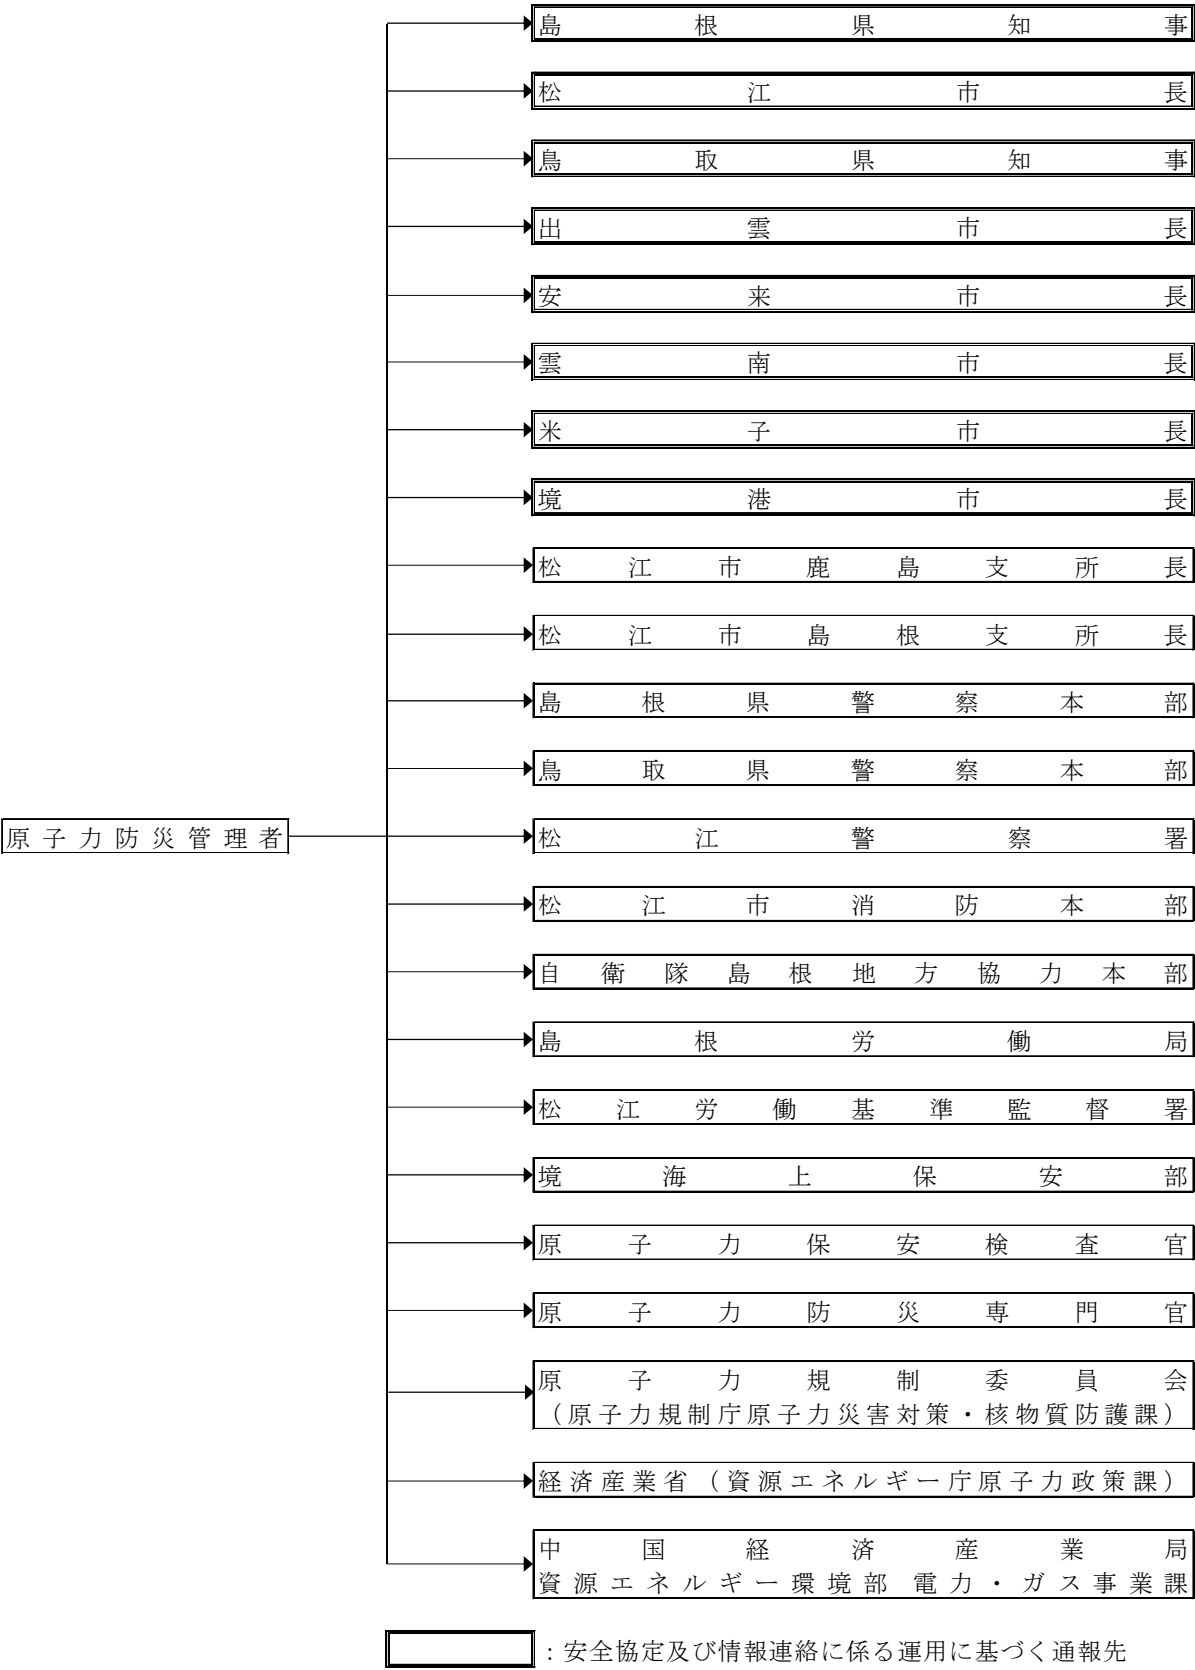 島根県知事
松江市長
鳥取県知事
出雲市長
安来市長
雲南市長
米子市長
境港市長
松江市鹿島支所長
松江市島根支所長
島根県警察本部
鳥取県警察本部
原子力防災管理者
松江警察署
松江市消防本部
自衛隊島根地方協力本部
島根労働局
松江労働基準監督署
境海上保安部
原子力保安検査官
原子力防災専門官
原子力規制委員会
（原子力規制庁原子力災害対策・核物質防護課）
経済産業省（資源エネルギー庁原子力政策課）
中国経済産業局
資源エネルギー環境部 電力・ガス事業課
：安全協定及び情報連絡に係る運用に基づく通報先